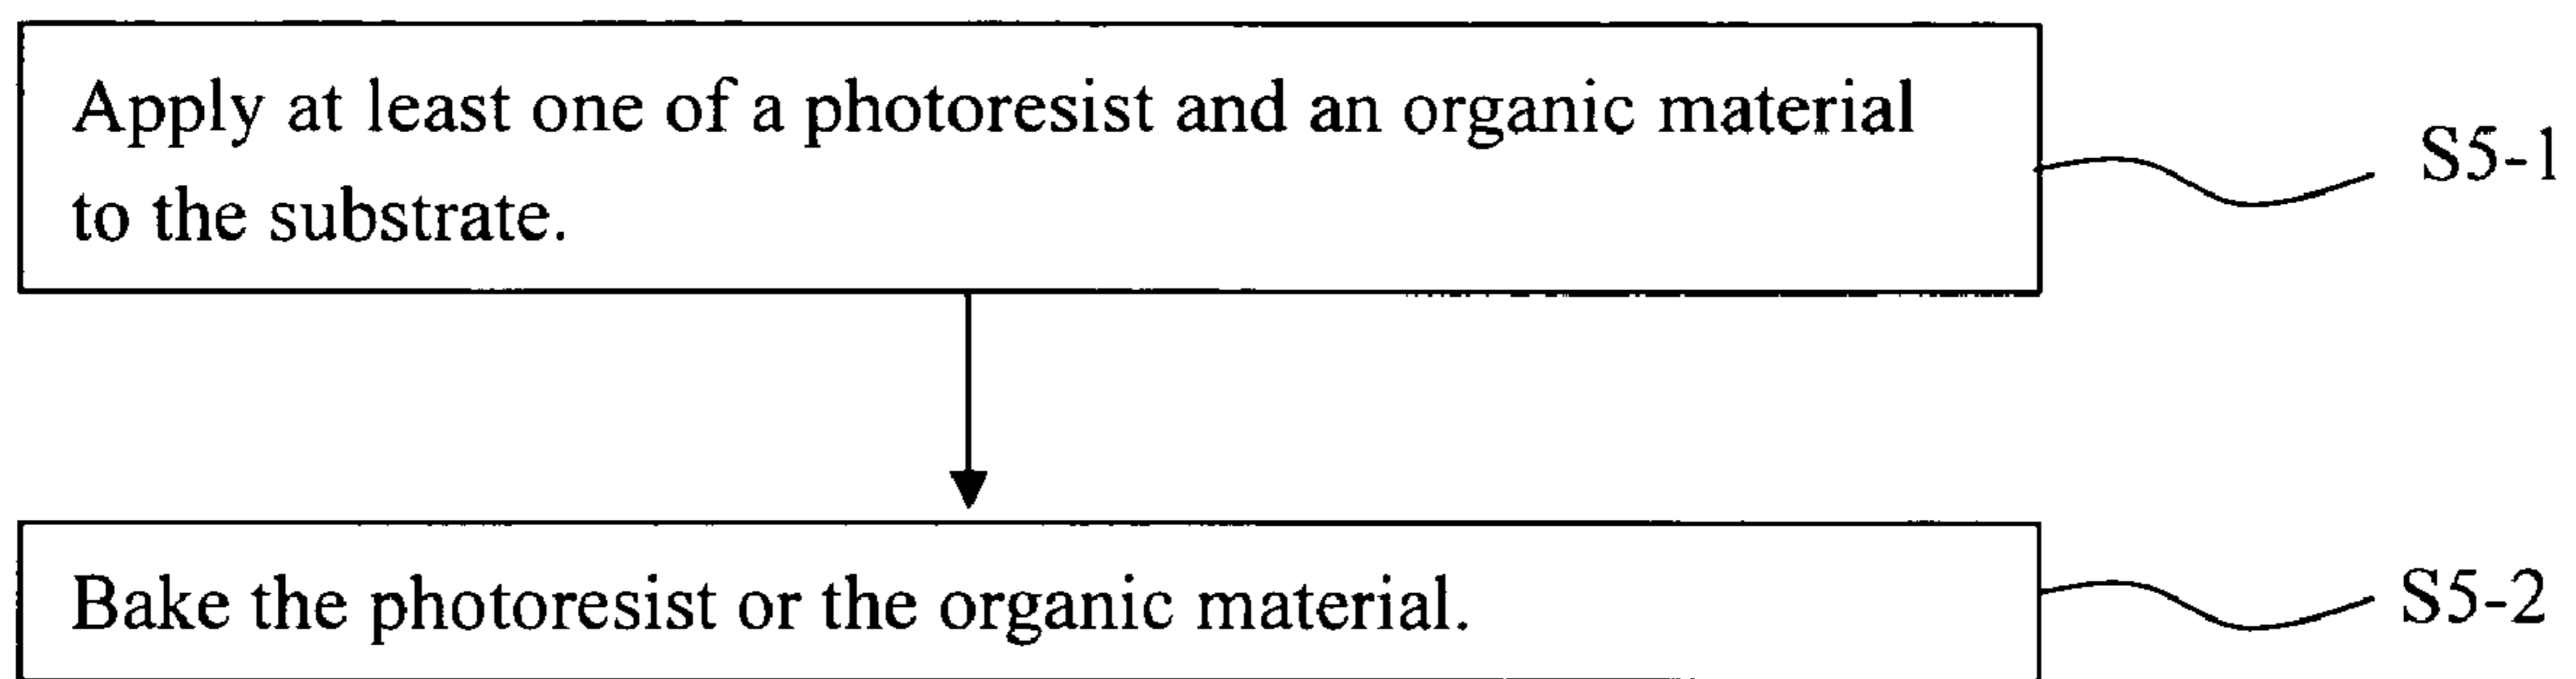 Apply at least one of a photoresist and an organic material
to the substrate.
S5-1
Bake the photoresist or the organic material.
S5-2